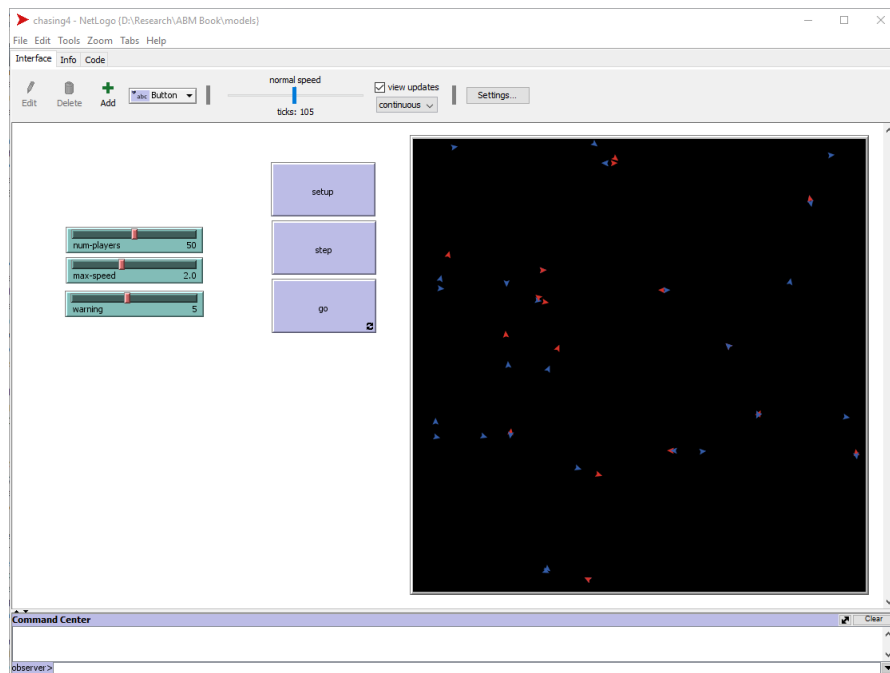 chasing4 - NetLogo {D:\Research\ABM Book\models}
File Edit Tools Zoom Tabs Help
Interface Info Code
normal speed
view updates
Edit Delete Add abc Button continuous Settings...
ticks: 105
setup
num-players 50
step
max-speed 2.0
warning 5
go
Command Center Clear
observer>